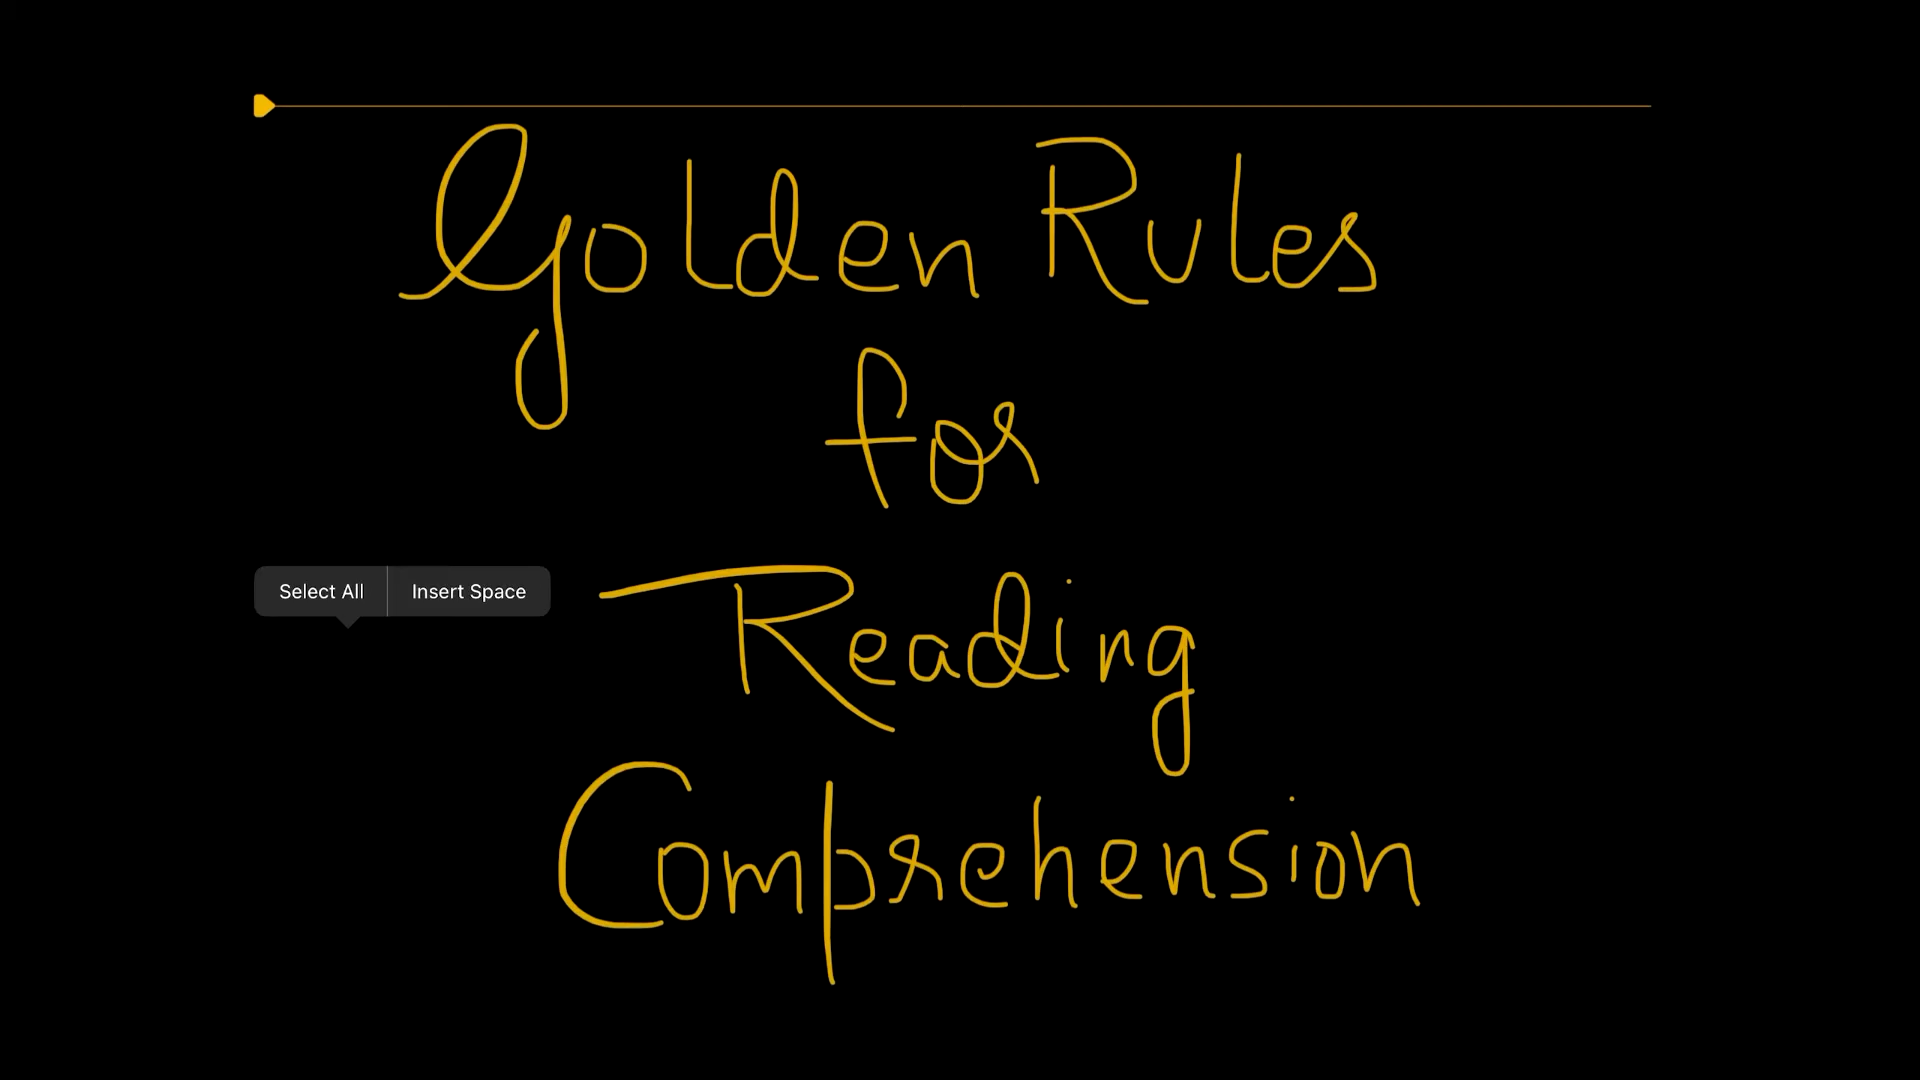 Golden Rules
for
Select All Insert Space
Reading
Comprehension